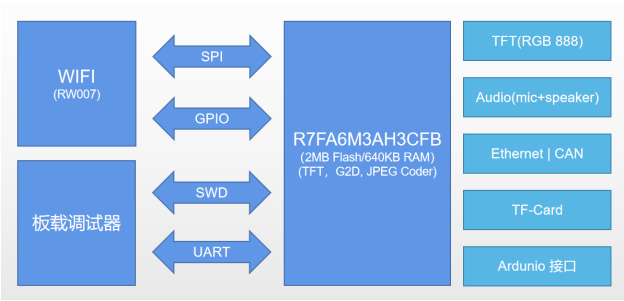 WIFI
(RW007)
板载调试器
SPI
GPIO
SWD
UART
R7FA6M3AH3CFB
(2MB Flash/640KB RAM)
(TFT，G2D, JPEG Coder)
TFT(RGB 888)
Audio(mic+speaker)
Ethernet | CAN
TF-Card
Ardunio 接口